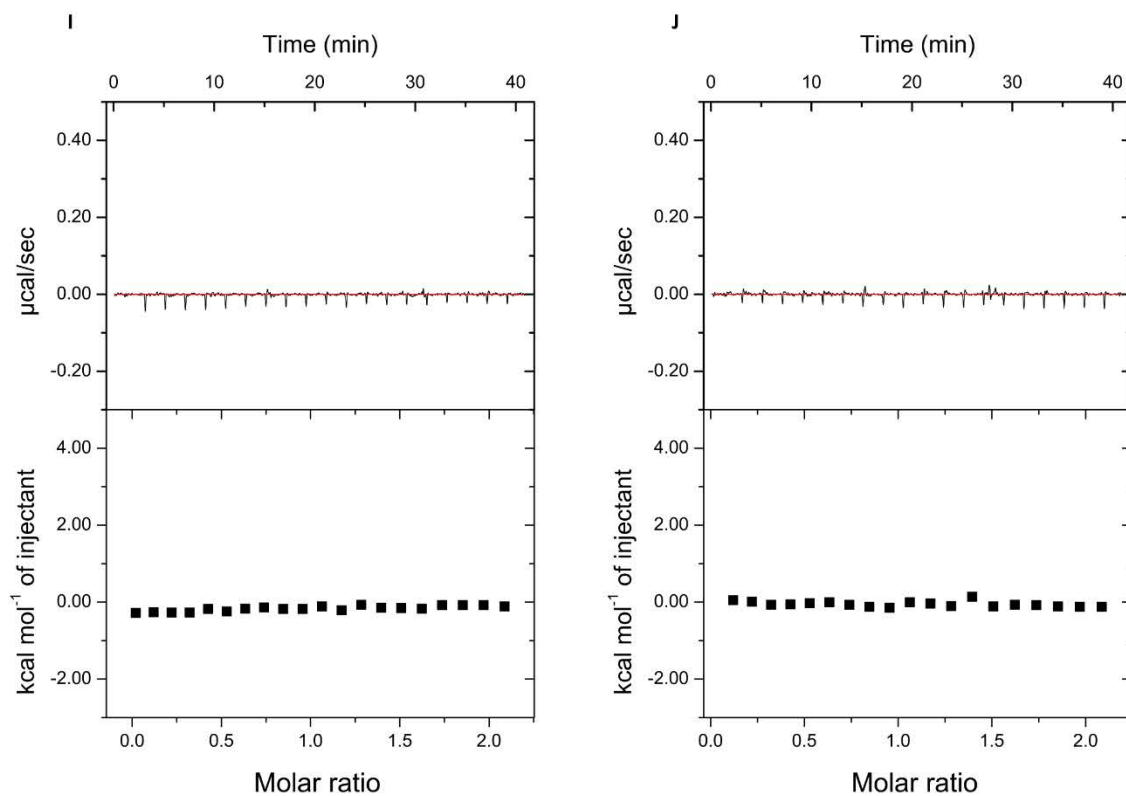 I
Time (min)
0 10 20 30 40
0.40
0.20
0.00
-0.20
µcal/sec
4.00
2.00
0.00
-2.00
kcal mol⁻¹ of injectant
0.0 0.5 1.0 1.5 2.0
Molar ratio
J
Time (min)
0 10 20 30 40
0.40
0.20
0.00
-0.20
µcal/sec
4.00
2.00
0.00
-2.00
kcal mol⁻¹ of injectant
0.0 0.5 1.0 1.5 2.0
Molar ratio